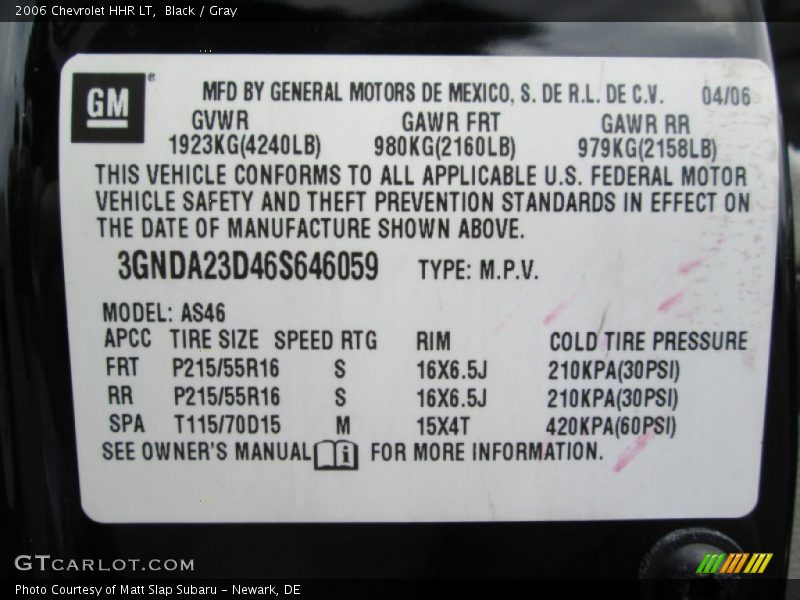 2006 Chevrolet HHR LT,  Black / Gray
GM®
MFD BY GENERAL MOTORS DE MEXICO, S. DE R.L. DE C.V. 04/06
GVWR GAWR FRT GAWR RR
1923KG(4240LB) 980KG(2160LB) 979KG(2158LB)
THIS VEHICLE CONFORMS TO ALL APPLICABLE U.S. FEDERAL MOTOR
VEHICLE SAFETY AND THEFT PREVENTION STANDARDS IN EFFECT ON
THE DATE OF MANUFACTURE SHOWN ABOVE.
3GNDA23D46S646059 TYPE: M.P.V.
MODEL: AS46
APCC TIRE SIZE SPEED RTG RIM COLD TIRE PRESSURE
FRT P215/55R16 S 16X6.5J 210KPA(30PSI)
RR P215/55R16 S 16X6.5J 210KPA(30PSI)
SPA T115/70D15 M 15X4T 420KPA(60PSI)
SEE OWNER'S MANUAL i FOR MORE INFORMATION.
GTCARLOT.COM
Photo Courtesy of Matt Slap Subaru - Newark, DE